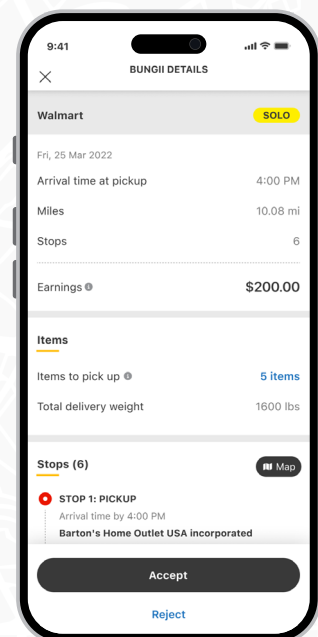 9:41
BUNGII DETAILS
Walmart SOLO
Fri, 25 Mar 2022
Arrival time at pickup 4:00 PM
Miles 10.08 mi
Stops 6
Earnings $200.00
Items
Items to pick up 5 items
Total delivery weight 1600 lbs
Stops (6) Map
STOP 1: PICKUP
Arrival time by 4:00 PM
Barton's Home Outlet USA incorporated
Accept
Reject